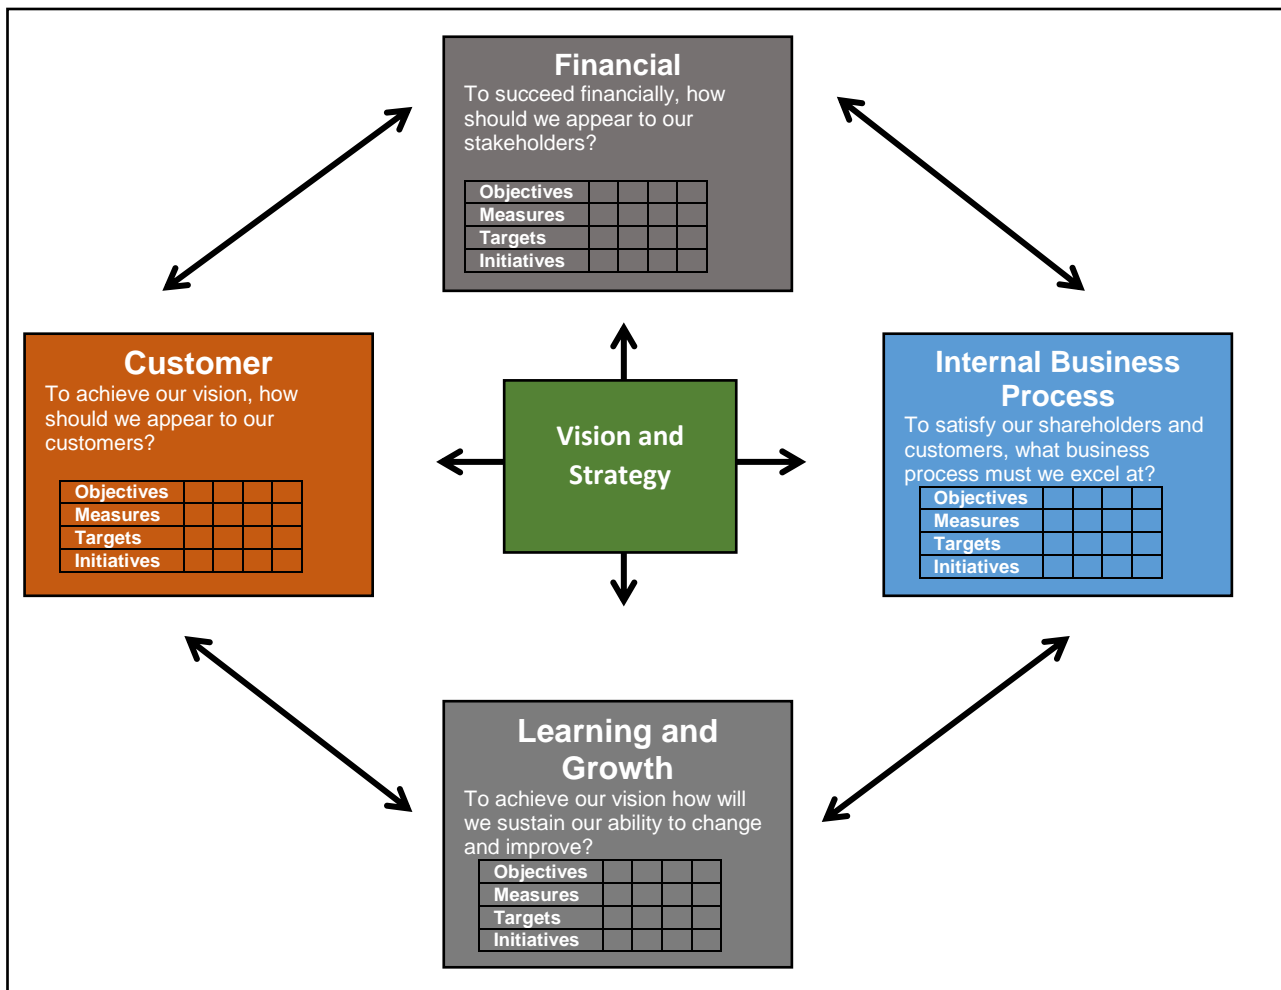 Financial
To succeed financially, how
should we appear to our
stakeholders?
Objectives
Measures
Targets
Initiatives
Customer
To achieve our vision, how
should we appear to our
customers?
Objectives
Measures
Targets
Initiatives
Vision and
Strategy
Internal Business
Process
To satisfy our shareholders and
customers, what business
process must we excel at?
Objectives
Measures
Targets
Initiatives
Learning and
Growth
To achieve our vision how will
we sustain our ability to change
and improve?
Objectives
Measures
Targets
Initiatives